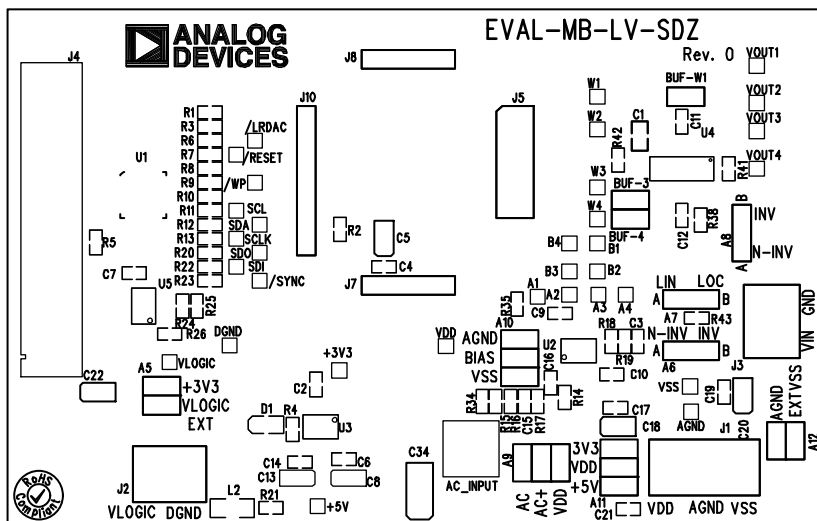 ANALOG
DEVICES
EVAL-MB-LV-SDZ
Rev. 0
J4
J8
J10
J5
W1
W2
BUF-W1
C11
C1
R42
U4
VOUT1
VOUT2
VOUT3
VOUT4
R41
R1
R3
R6
R7
R8
R9
R10
R11
R12
R13
R20
R22
R23
/LRDAC
/RESET
/WP
SCL
SDA
SCLK
SDO
SDI
/SYNC
U1
R5
C7
U5
R24
R25
R26
DGND
VLOGIC
R2
C5
C4
J7
W3
BUF-3
W4
BUF-4
B4
B1
B3
B2
A1
A2
A3
A4
C12
R38
B
A8
INV
N-INV
A
LIN
LOC
A
B
A7
R43
N-INV
INV
A
B
A6
GND
VIN
R35
C9
A10
AGND
BIAS
VSS
U2
C16
R18
R19
C3
C10
R14
VDD
+3V3
C22
A5
+3V3
VLOGIC
EXT
C2
D1
R4
U3
R34
R15
B16
C15
R17
C17
C18
VSS
AGND
C19
J3
C20
J1
AGND
EXTVSS
A12
J2
VLOGIC
DGND
L2
R21
C14
C13
C6
C8
+5V
C34
AC_INPUT
A9
AC
AC+
VDD
3V3
VDD
+5V
A11
C21
VDD
AGND
VSS
RoHS
Compliant